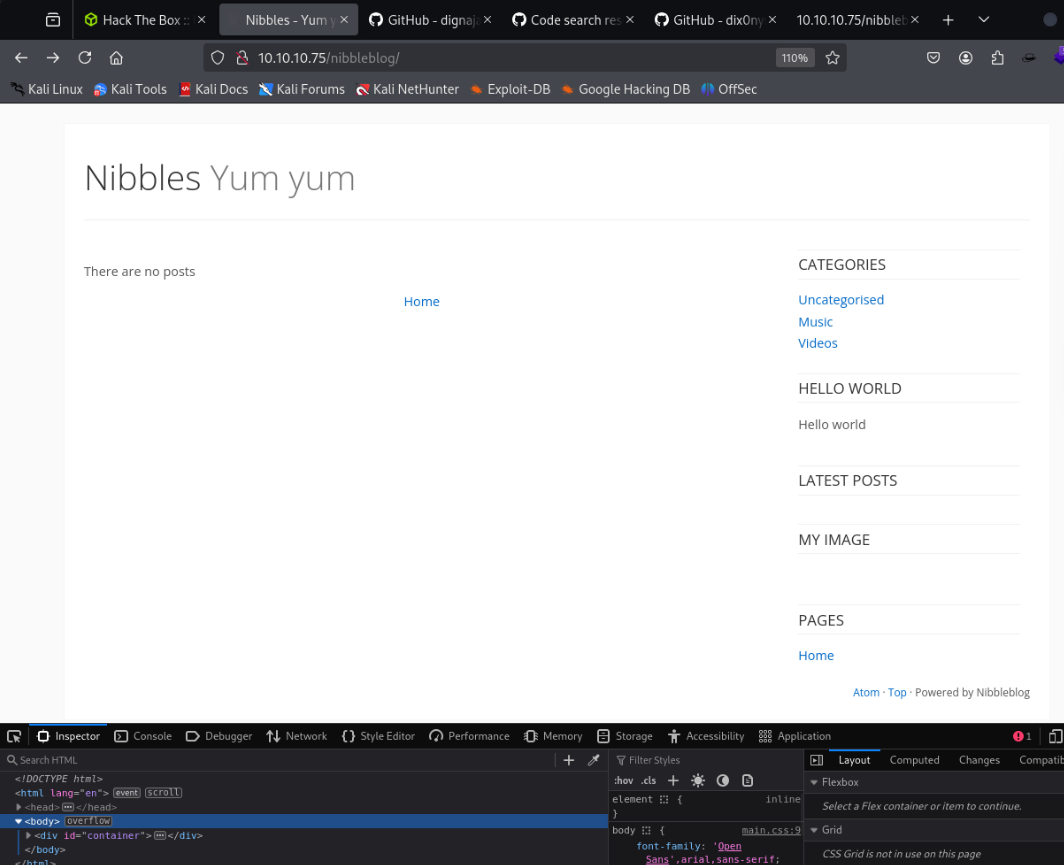 Hack The Box ::
Nibbles - Yum y
GitHub - dignaj
Code search res
GitHub - dix0ny
10.10.10.75/nibbleb
10.10.10.75/nibbleblog/
110%
Kali Linux
Kali Tools
Kali Docs
Kali Forums
Kali NetHunter
Exploit-DB
Google Hacking DB
OffSec
Nibbles Yum yum
There are no posts
Home
CATEGORIES
Uncategorised
Music
Videos
HELLO WORLD
Hello world
LATEST POSTS
MY IMAGE
PAGES
Home
Atom · Top · Powered by Nibbleblog
Inspector
Console
Debugger
Network
Style Editor
Performance
Memory
Storage
Accessibility
Application
1
Search HTML
<!DOCTYPE html>
<html lang="en"> event scroll
<head> </head>
<body> overflow
<div id="container"> </div>
</body>
</html>
Filter Styles
:hov .cls
element { inline
}
body { main.css:9
font-family: 'Open
Sans',arial,sans-serif;
Layout
Computed
Changes
Compatib
Flexbox
Select a Flex container or item to continue.
Grid
CSS Grid is not in use on this page